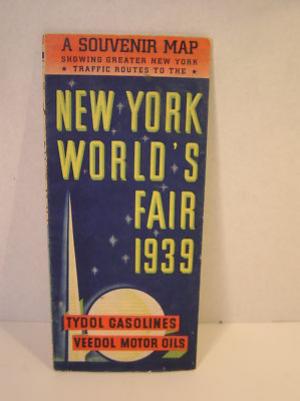 A SOUVENIR MAP
SHOWING GREATER NEW YORK
TRAFFIC ROUTES TO THE
NEW YORK
WORLD'S
FAIR
1939
TYDOL GASOLINES
VEEDOL MOTOR OILS